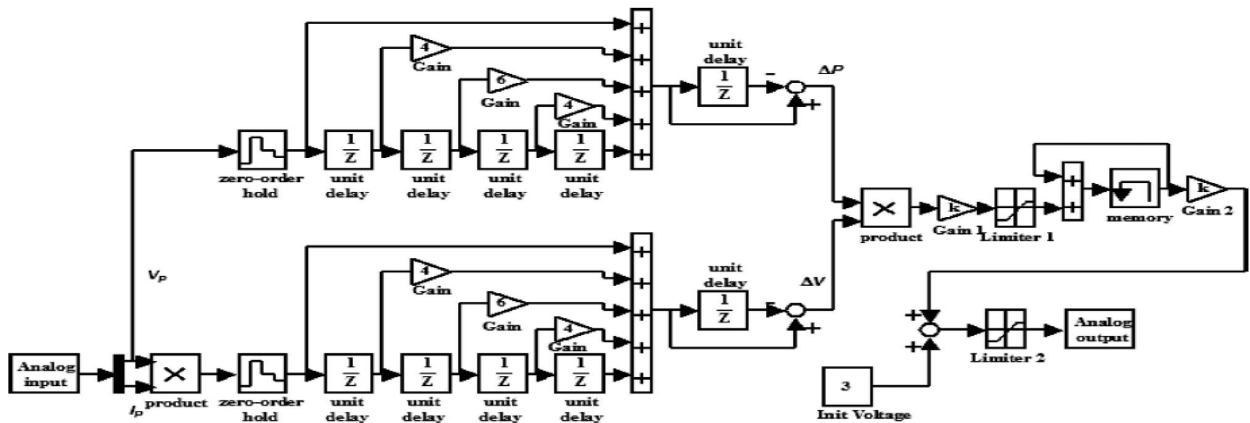 4
Gain
6
Gain
4
Gain
+
+
+
+
+
unit
delay
1
Z
-
+
ΔP
zero-order
hold
1
Z
unit
delay
1
Z
unit
delay
1
Z
unit
delay
1
Z
unit
delay
×
product
k
Gain 1
Limiter 1
+
+
memory
k
Gain 2
Vp
4
Gain
6
Gain
4
Gain
+
+
+
+
+
unit
delay
1
Z
-
+
ΔV
Analog
input
Ip
×
product
zero-order
hold
1
Z
unit
delay
1
Z
unit
delay
1
Z
unit
delay
1
Z
unit
delay
+
+
Limiter 2
Analog
output
3
Init Voltage